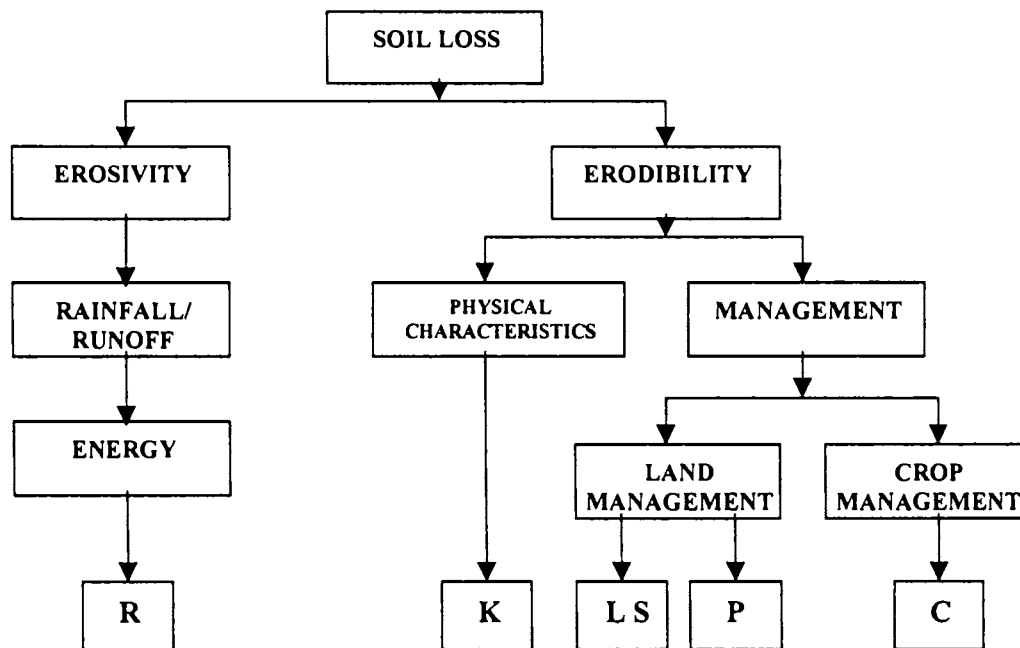 SOIL LOSS
EROSIVITY
ERODIBILITY
RAINFALL/
RUNOFF
PHYSICAL
CHARACTERISTICS
MANAGEMENT
ENERGY
LAND
MANAGEMENT
CROP
MANAGEMENT
R
K
L S
P
C